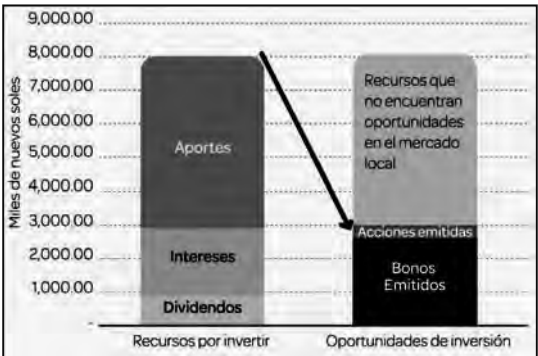 Miles de nuevos soles
9,000.00
8,000.00
7,000.00
6,000.00
5,000.00
4,000.00
3,000.00
2,000.00
1,000.00
-
Aportes
Intereses
Dividendos
Recursos que
no encuentran
oportunidades
en el mercado
local
Acciones emitidas
Bonos
Emitidos
Recursos por invertir
Oportunidades de inversión